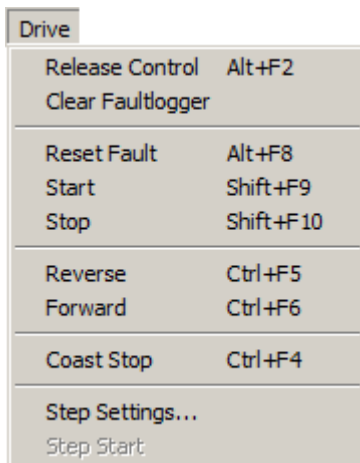 Drive
Release Control Alt+F2
Clear Faultlogger
Reset Fault Alt+F8
Start Shift+F9
Stop Shift+F10
Reverse Ctrl+F5
Forward Ctrl+F6
Coast Stop Ctrl+F4
Step Settings...
Step Start